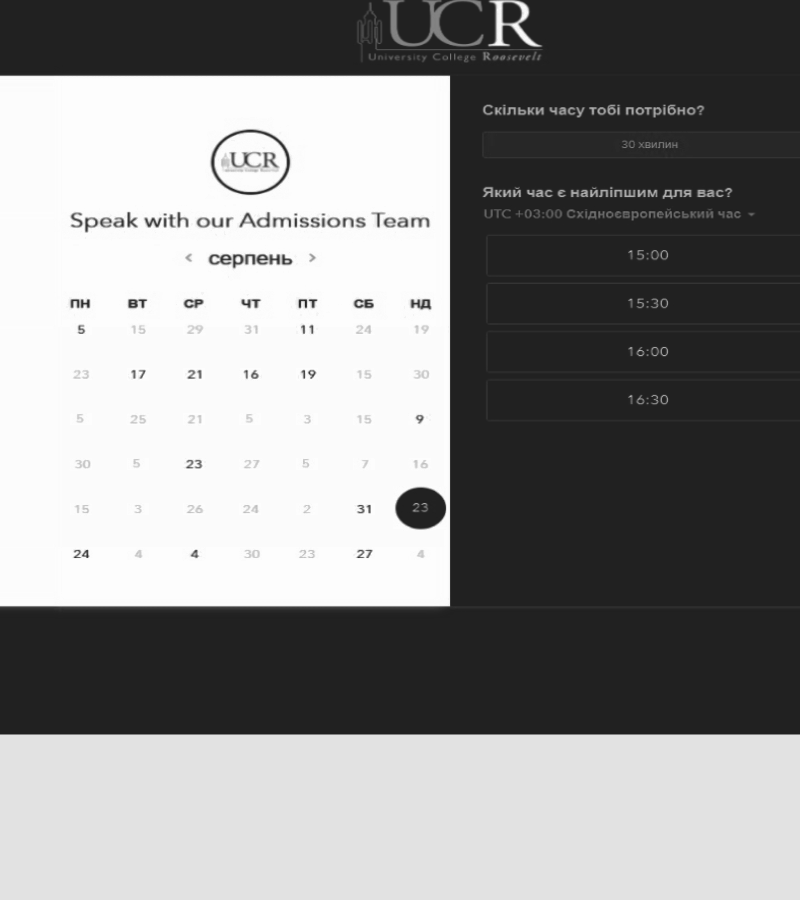 UCR
University College Roosevelt
UCR
Speak with our Admissions Team
< серпень >
ПН ВТ СР ЧТ ПТ СБ НД
5 15 29 31 11 24 19
23 17 21 16 19 15 30
5 25 21 5 3 15 9
30 5 23 27 5 7 16
15 3 26 24 2 31 23
24 4 4 30 23 27 4
Скільки часу тобі потрібно?
30 хвилин
Який час є найліпшим для вас?
UTC +03:00 Східноєвропейський час
15:00
15:30
16:00
16:30